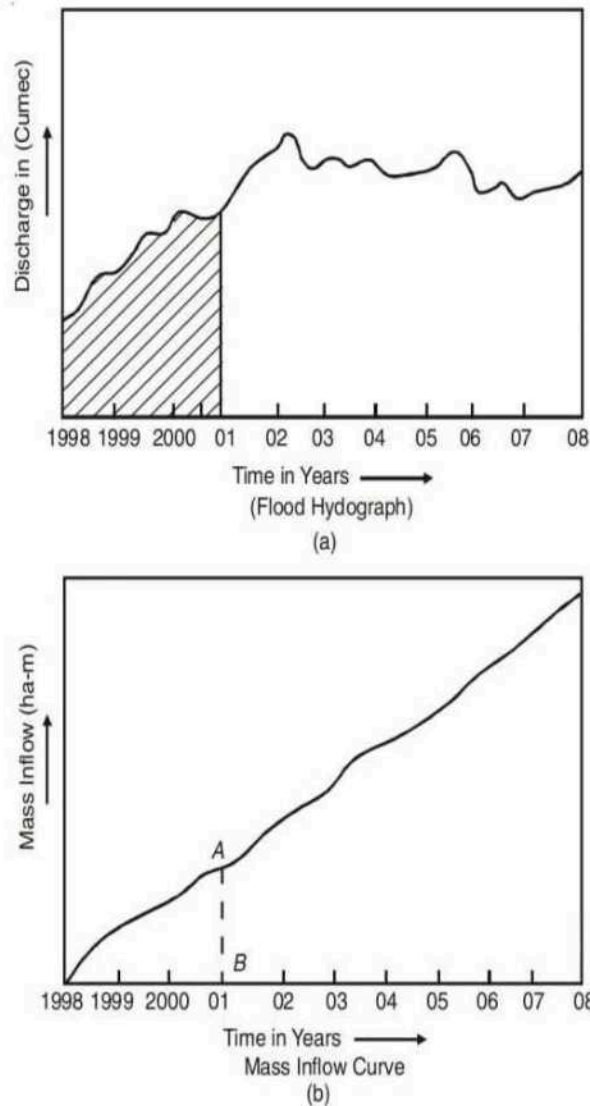 Discharge in (Cumec)
1998 1999 2000 01 02 03 04 05 06 07 08
Time in Years
(Flood Hydograph)
(a)
Mass Inflow (ha-m)
A
B
1998 1999 2000 01 02 03 04 05 06 07 08
Time in Years
Mass Inflow Curve
(b)